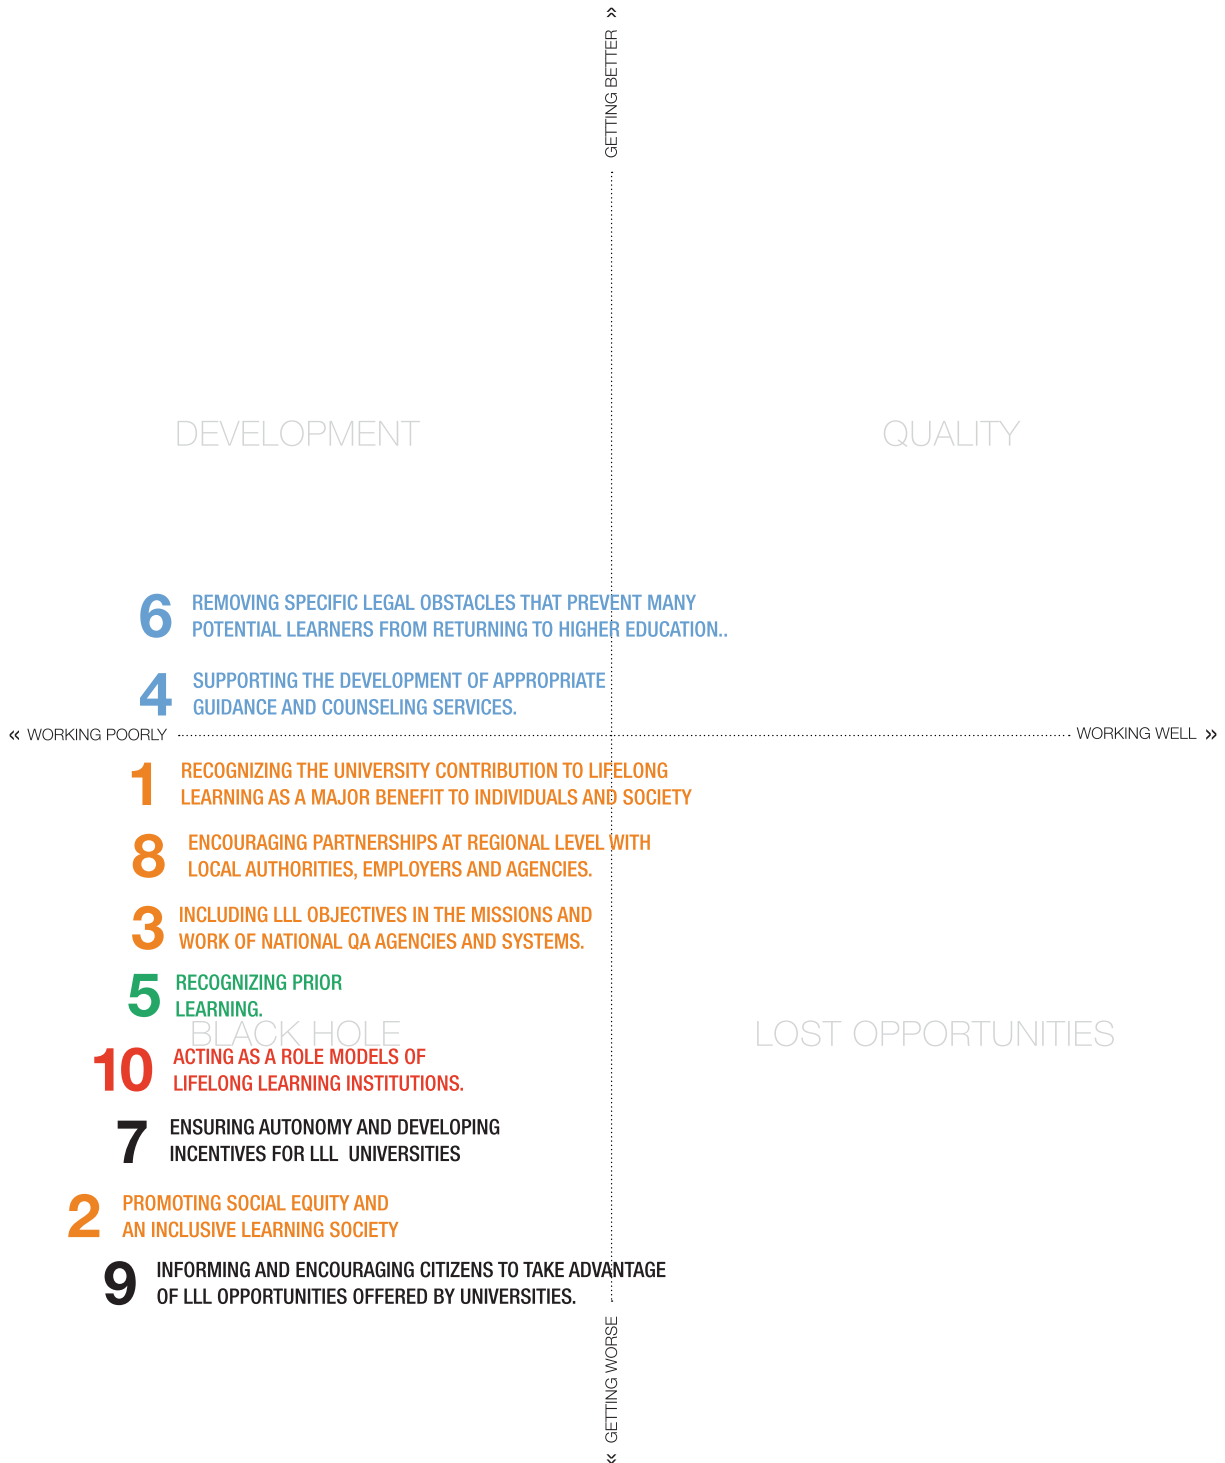 »
GETTING BETTER
DEVELOPMENT
QUALITY
6
REMOVING SPECIFIC LEGAL OBSTACLES THAT PREVENT MANY
POTENTIAL LEARNERS FROM RETURNING TO HIGHER EDUCATION..
4
SUPPORTING THE DEVELOPMENT OF APPROPRIATE
GUIDANCE AND COUNSELING SERVICES.
« WORKING POORLY
WORKING WELL »
1
RECOGNIZING THE UNIVERSITY CONTRIBUTION TO LIFELONG
LEARNING AS A MAJOR BENEFIT TO INDIVIDUALS AND SOCIETY
8
ENCOURAGING PARTNERSHIPS AT REGIONAL LEVEL WITH
LOCAL AUTHORITIES, EMPLOYERS AND AGENCIES.
3
INCLUDING LLL OBJECTIVES IN THE MISSIONS AND
WORK OF NATIONAL QA AGENCIES AND SYSTEMS.
5
RECOGNIZING PRIOR
LEARNING.
BLACK HOLE
LOST OPPORTUNITIES
10
ACTING AS A ROLE MODELS OF
LIFELONG LEARNING INSTITUTIONS.
7
ENSURING AUTONOMY AND DEVELOPING
INCENTIVES FOR LLL UNIVERSITIES
2
PROMOTING SOCIAL EQUITY AND
AN INCLUSIVE LEARNING SOCIETY
9
INFORMING AND ENCOURAGING CITIZENS TO TAKE ADVANTAGE
OF LLL OPPORTUNITIES OFFERED BY UNIVERSITIES.
« GETTING WORSE